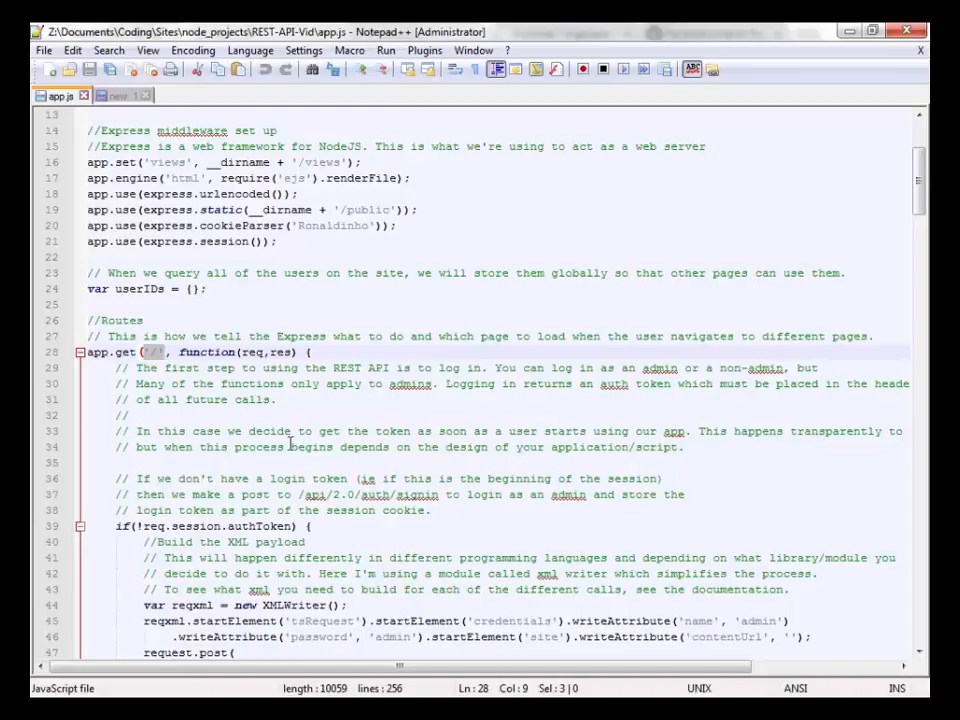 Z:\Documents\Coding\Sites\node_projects\REST-API-Vid\app.js - Notepad++ [Administrator]
File Edit Search View Encoding Language Settings Macro Run Plugins Window ? X
app.js new 1
13
14 //Express middleware set up
15 //Express is a web framework for NodeJS. This is what we're using to act as a web server
16 app.set('views', __dirname + '/views');
17 app.engine('html', require('ejs').renderFile);
18 app.use(express.urlencoded());
19 app.use(express.static(__dirname + '/public'));
20 app.use(express.cookieParser('Ronaldinho'));
21 app.use(express.session());
22
23 // When we query all of the users on the site, we will store them globally so that other pages can use them.
24 var userIDs = {};
25
26 //Routes
27 // This is how we tell the Express what to do and which page to load when the user navigates to different pages.
28 app.get('/', function(req,res) {
29 // The first step to using the REST API is to log in. You can log in as an admin or a non-admin, but
30 // Many of the functions only apply to admins. Logging in returns an auth token which must be placed in the heade
31 // of all future calls.
32 //
33 // In this case we decide to get the token as soon as a user starts using our app. This happens transparently to
34 // but when this process begins depends on the design of your application/script.
35
36 // If we don't have a login token (ie if this is the beginning of the session)
37 // then we make a post to /api/2.0/auth/signin to login as an admin and store the
38 // login token as part of the session cookie.
39 if(!req.session.authToken) {
40 //Build the XML payload
41 // This will happen differently in different programming languages and depending on what library/module you
42 // decide to do it with. Here I'm using a module called xml writer which simplifies the process.
43 // To see what xml you need to build for each of the different calls, see the documentation.
44 var reqxml = new XMLWriter();
45 reqxml.startElement('tsRequest').startElement('credentials').writeAttribute('name', 'admin')
46 .writeAttribute('password', 'admin').startElement('site').writeAttribute('contentUrl', '');
47 request.post(
JavaScript file length : 10059 lines : 256 Ln : 28 Col : 9 Sel : 3 | 0 UNIX ANSI INS